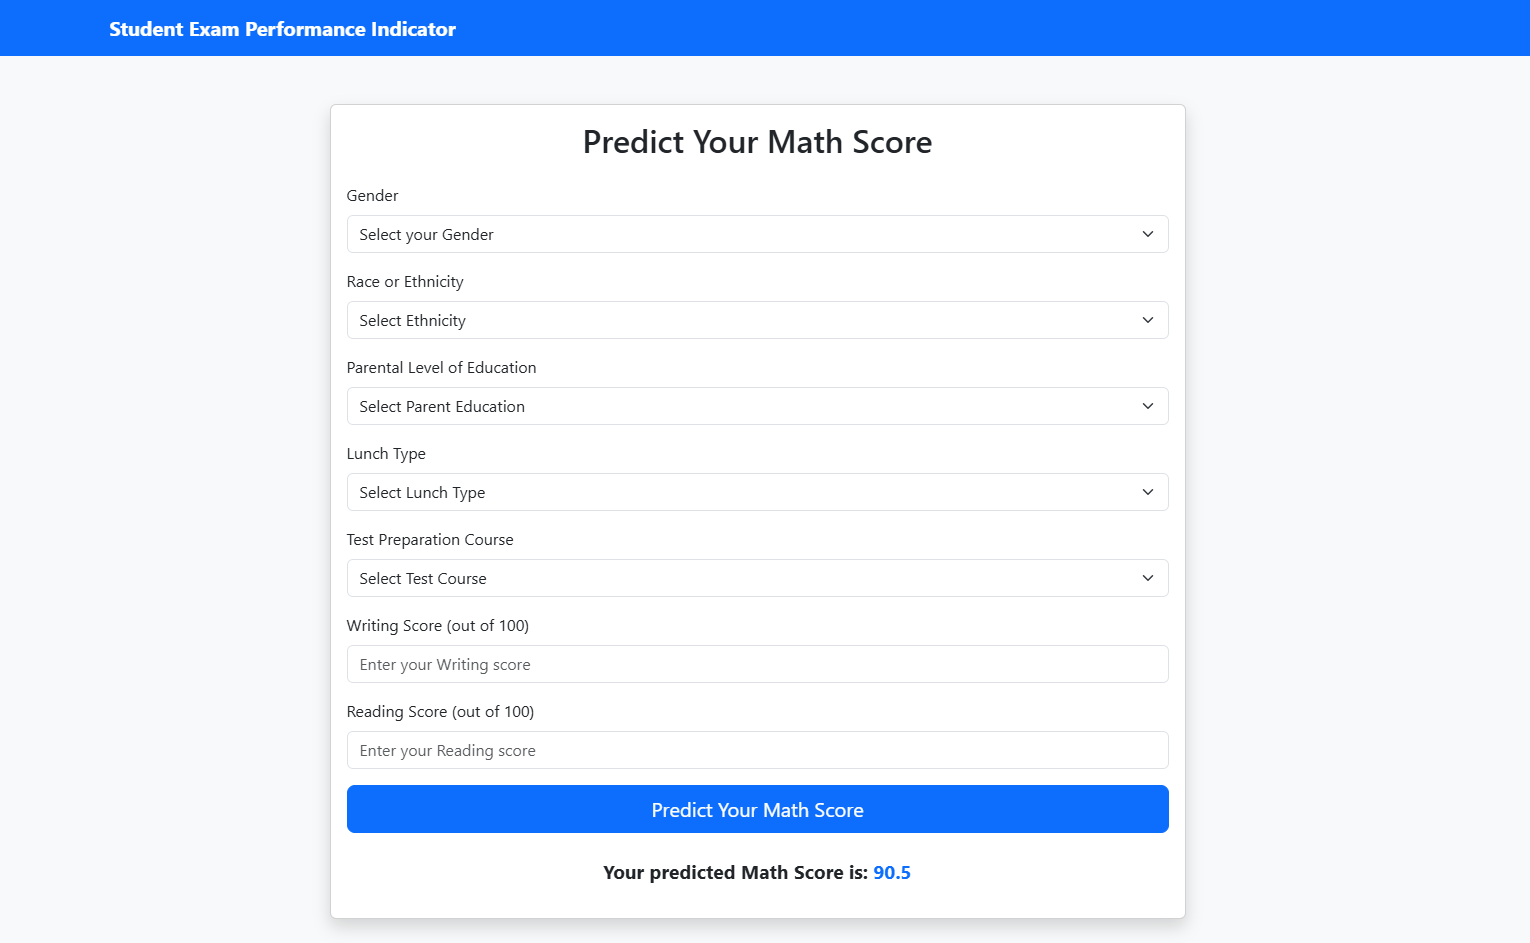 Student Exam Performance Indicator
Predict Your Math Score
Gender
Select your Gender
Race or Ethnicity
Select Ethnicity
Parental Level of Education
Select Parent Education
Lunch Type
Select Lunch Type
Test Preparation Course
Select Test Course
Writing Score (out of 100)
Enter your Writing score
Reading Score (out of 100)
Enter your Reading score
Predict Your Math Score
Your predicted Math Score is: 90.5